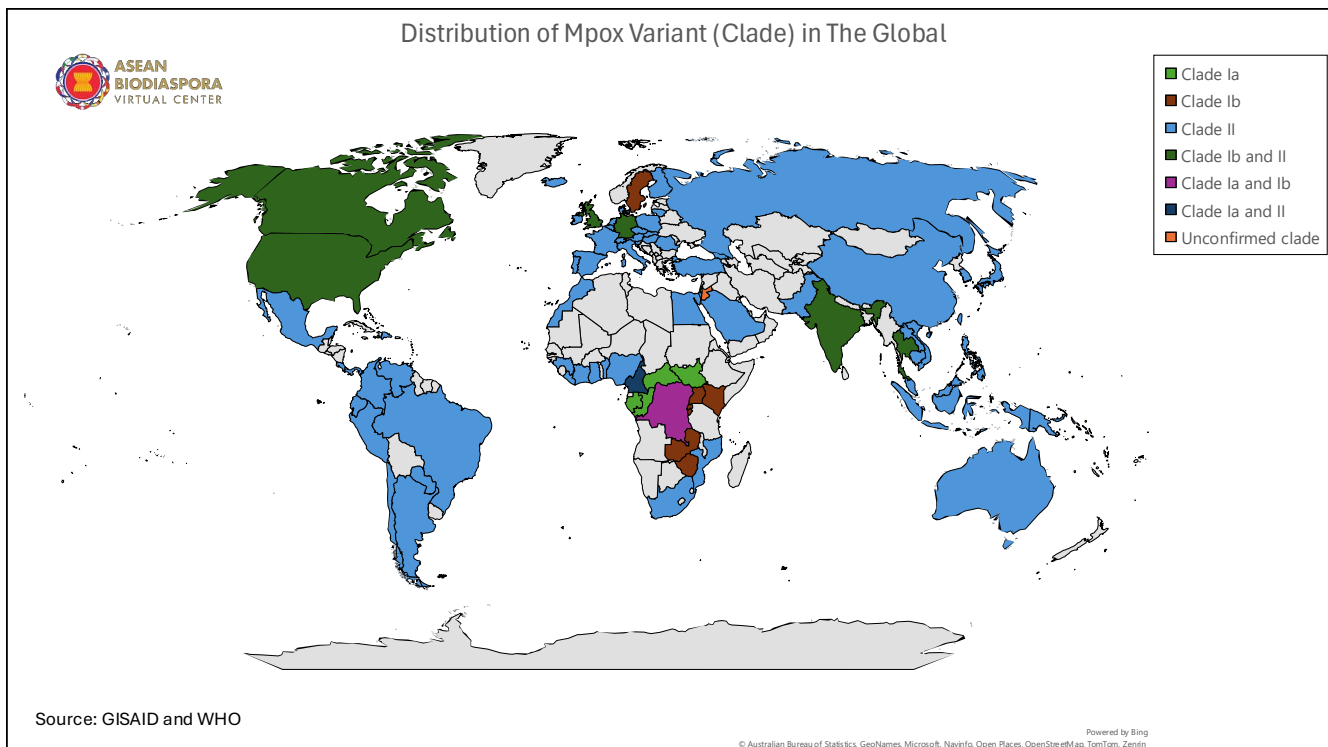 Distribution of Mpox Variant (Clade) in The Global
ASEAN
BIODIASPORA
VIRTUAL CENTER
Clade Ia
Clade Ib
Clade II
Clade Ib and II
Clade Ia and Ib
Clade Ia and II
Unconfirmed clade
Source: GISAID and WHO
Powered by Bing
© Australian Bureau of Statistics, GeoNames, Microsoft, Navinfo, Open Places, OpenStreetMap, TomTom, Zenrin